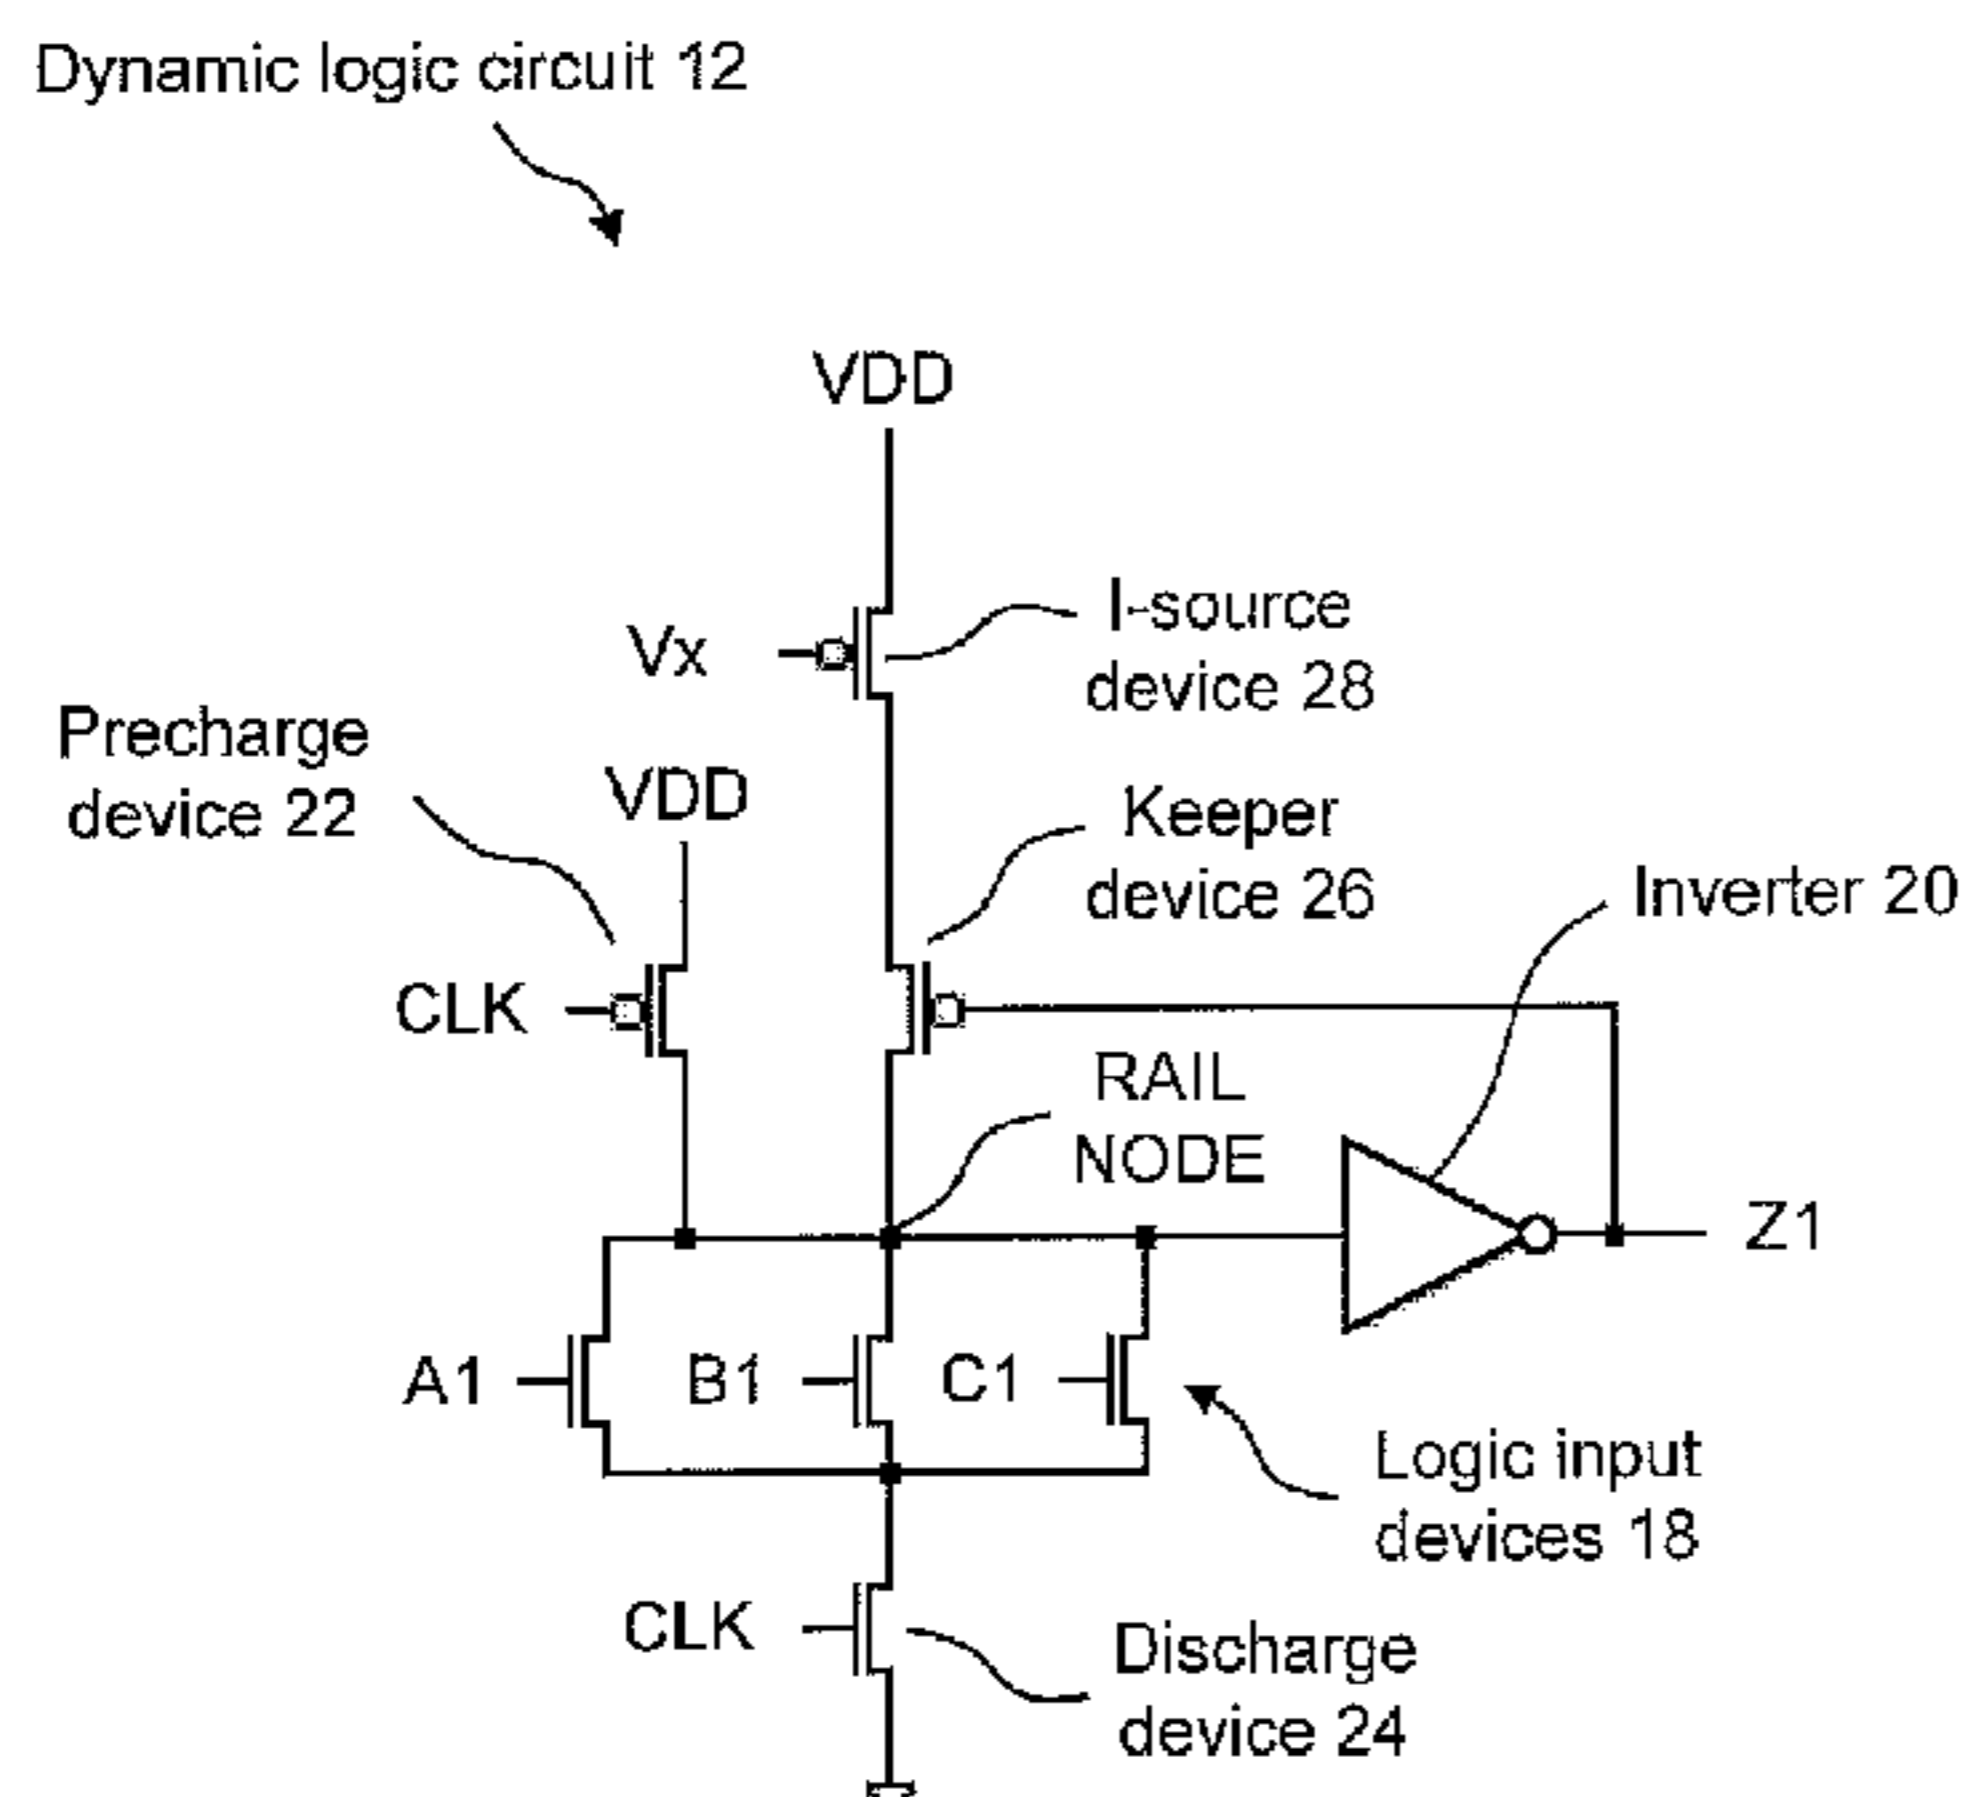 Dynamic logic circuit 12
VDD
Vx
I-source
device 28
Precharge
device 22
VDD
Keeper
device 26
Inverter 20
CLK
RAIL
NODE
Z1
A1
B1
C1
Logic input
devices 18
CLK
Discharge
device 24